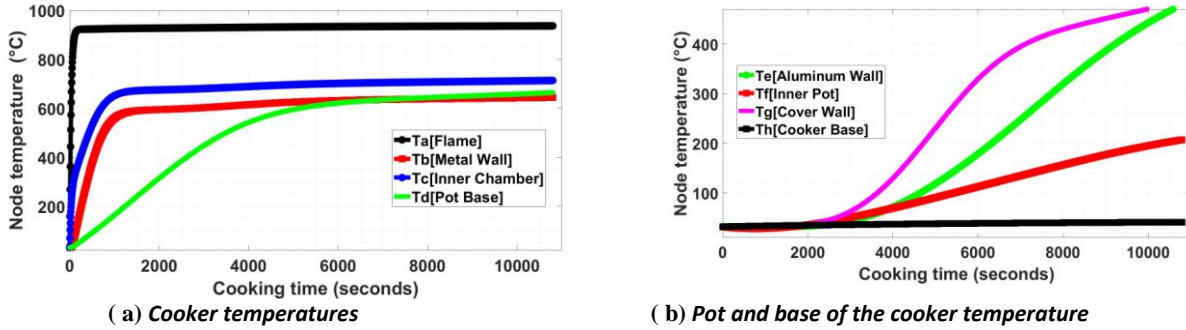 1000
800
600
400
200
Node temperature (°C)
Ta[Flame]
Tb[Metal Wall]
Tc[Inner Chamber]
Td[Pot Base]
0 2000 4000 6000 8000 10000
Cooking time (seconds)
( a) Cooker temperatures
400
300
200
100
Node temperature (°C)
Te[Aluminum Wall]
Tf[Inner Pot]
Tg[Cover Wall]
Th[Cooker Base]
0 2000 4000 6000 8000 10000
Cooking time (seconds)
( b) Pot and base of the cooker temperature